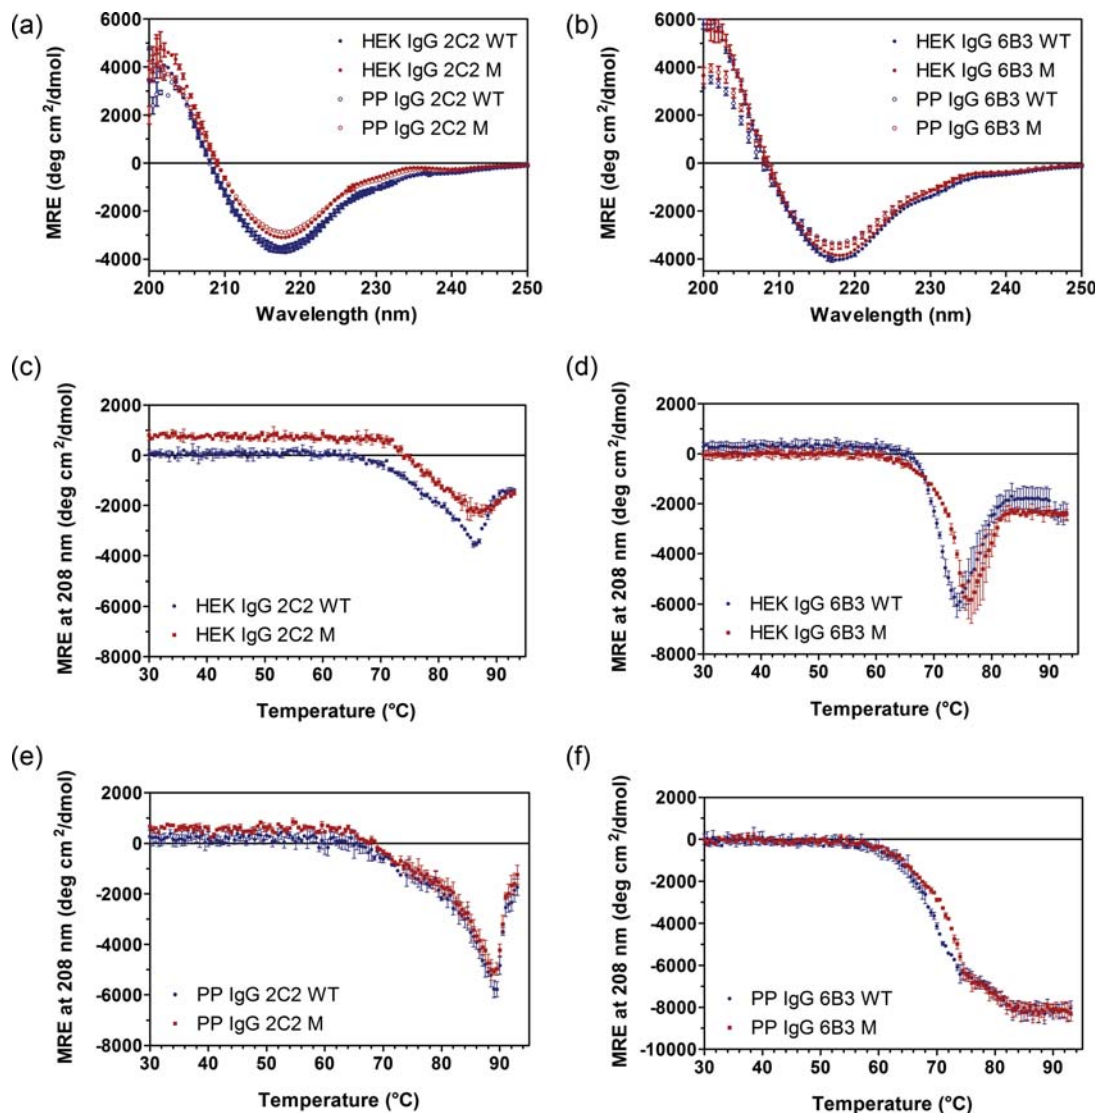 (a)
6000
4000
2000
0
-2000
-4000
MRE (deg cm²/dmol)
HEK IgG 2C2 WT
HEK IgG 2C2 M
PP IgG 2C2 WT
PP IgG 2C2 M
200 210 220 230 240 250
Wavelength (nm)
(b)
6000
4000
2000
0
-2000
-4000
MRE (deg cm²/dmol)
HEK IgG 6B3 WT
HEK IgG 6B3 M
PP IgG 6B3 WT
PP IgG 6B3 M
200 210 220 230 240 250
Wavelength (nm)
(c)
2000
0
-2000
-4000
-6000
-8000
MRE at 208 nm (deg cm²/dmol)
HEK IgG 2C2 WT
HEK IgG 2C2 M
30 40 50 60 70 80 90
Temperature (°C)
(d)
2000
0
-2000
-4000
-6000
-8000
MRE at 208 nm (deg cm²/dmol)
HEK IgG 6B3 WT
HEK IgG 6B3 M
30 40 50 60 70 80 90
Temperature (°C)
(e)
2000
0
-2000
-4000
-6000
-8000
MRE at 208 nm (deg cm²/dmol)
PP IgG 2C2 WT
PP IgG 2C2 M
30 40 50 60 70 80 90
Temperature (°C)
(f)
2000
0
-2000
-4000
-6000
-8000
-10000
MRE at 208 nm (deg cm²/dmol)
PP IgG 6B3 WT
PP IgG 6B3 M
30 40 50 60 70 80 90
Temperature (°C)